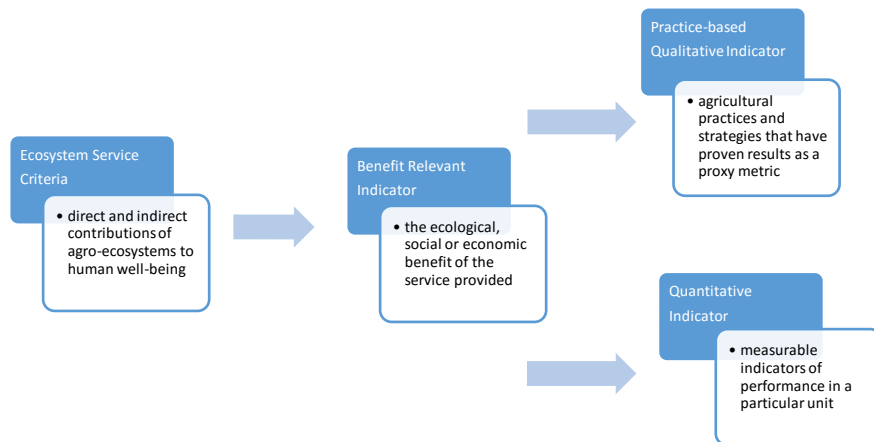 Ecosystem Service
Criteria
• direct and indirect
contributions of
agro-ecosystems to
human well-being
Benefit Relevant
Indicator
• the ecological,
social or economic
benefit of the
service provided
Practice-based
Qualitative Indicator
• agricultural
practices and
strategies that have
proven results as a
proxy metric
Quantitative
Indicator
• measurable
indicators of
performance in a
particular unit